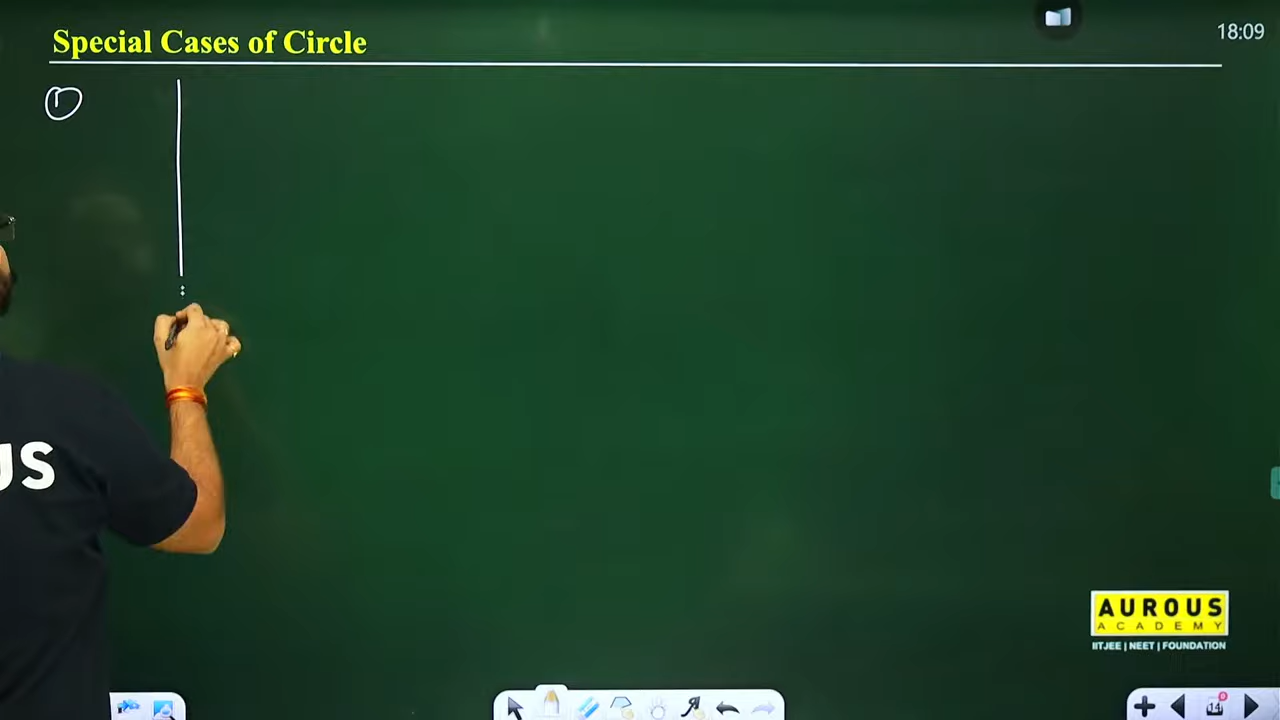 Special Cases of Circle
18:09
1
US
AUROUS
ACADEMY
IITJEE | NEET | FOUNDATION
14